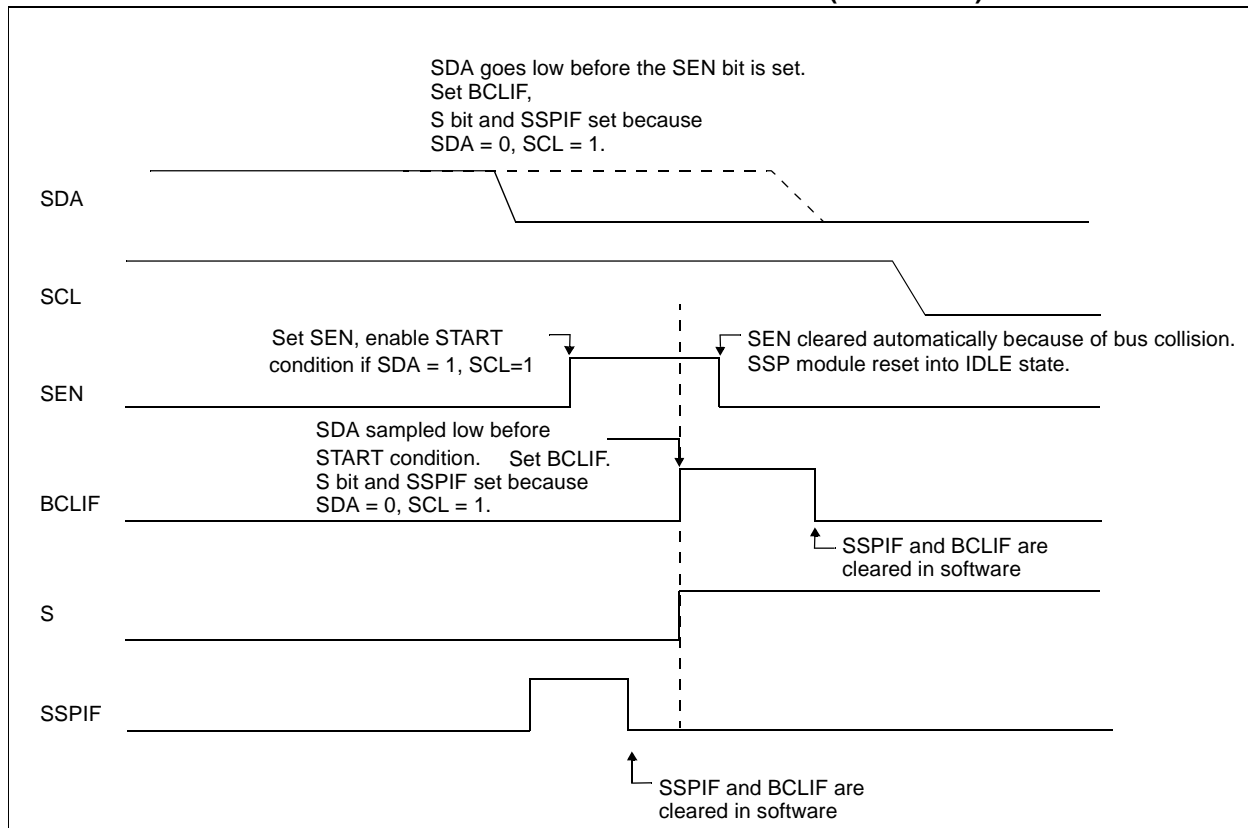 SDA goes low before the SEN bit is set.
Set BCLIF,
S bit and SSPIF set because
SDA = 0, SCL = 1.
SDA
SCL
Set SEN, enable START
condition if SDA = 1, SCL=1
SEN cleared automatically because of bus collision.
SSP module reset into IDLE state.
SEN
SDA sampled low before
START condition. Set BCLIF.
S bit and SSPIF set because
SDA = 0, SCL = 1.
BCLIF
SSPIF and BCLIF are
cleared in software
S
SSPIF
SSPIF and BCLIF are
cleared in software